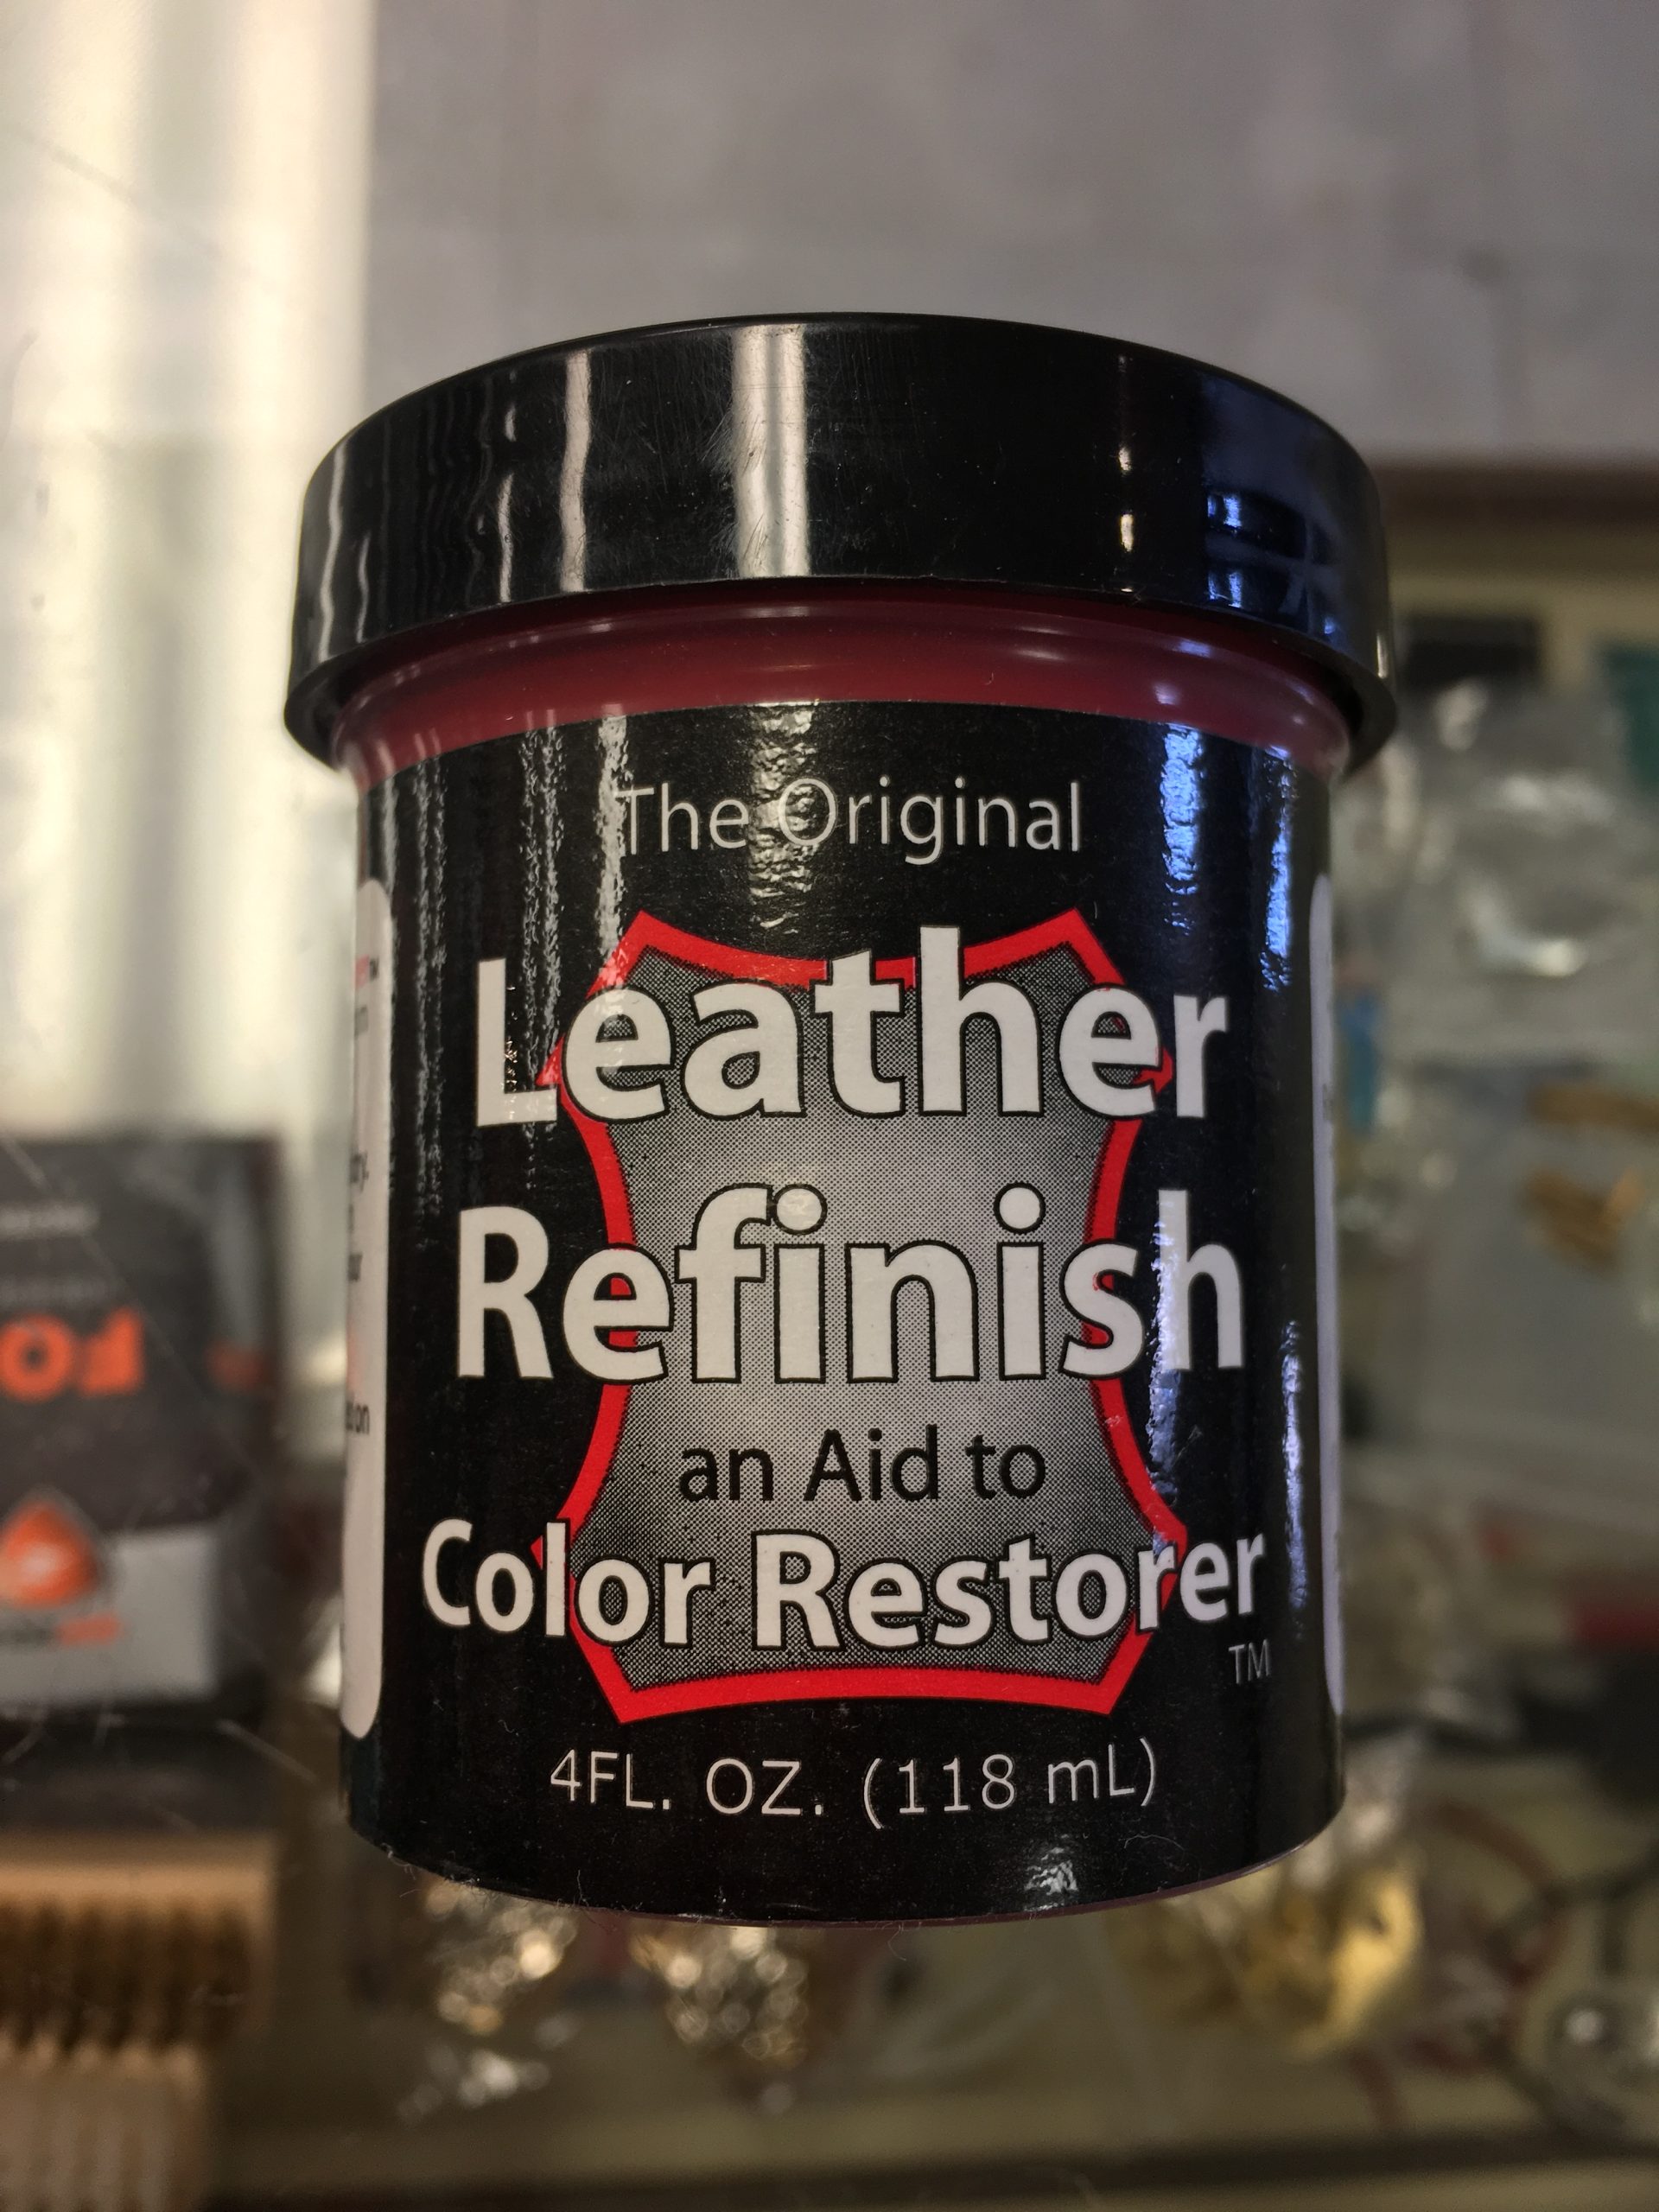 The Original
Leather
Refinish
an Aid to
Color Restorer
TM
4FL. OZ. (118 mL)